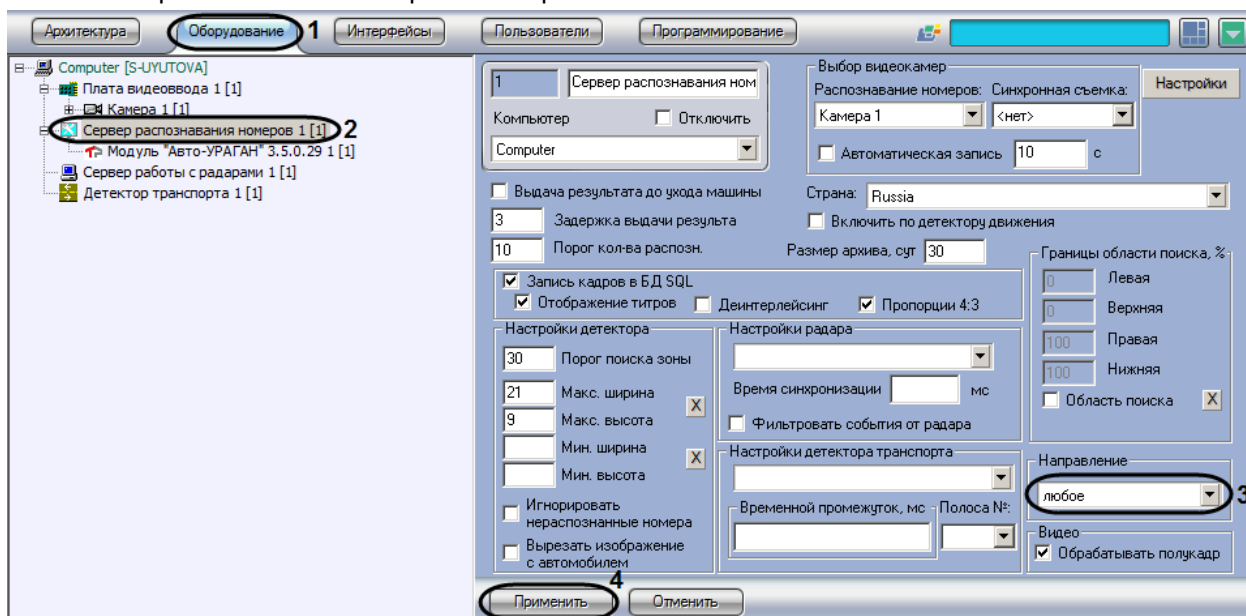 Архитектура Оборудование 1 Интерфейсы Пользователи Программирование
Computer [S-UYUTOVA]
Плата видеоввода 1 [1]
Камера 1 [1]
Сервер распознавания номеров 1 [1] 2
Модуль "Авто-УРАГАН" 3.5.0.29 1 [1]
Сервер работы с радарами 1 [1]
Детектор транспорта 1 [1]
1 Сервер распознавания ном
Компьютер Отключить
Computer
Выбор видеокамер
Распознавание номеров: Синхронная съемка:
Камера 1 <нет>
Автоматическая запись 10 с
Настройки
Выдача результата до ухода машины
3 Задержка выдачи результа
10 Порог кол-ва распозн.
Страна: Russia
Включить по детектору движения
Размер архива, сут 30
Запись кадров в БД SQL
Отображение титров Деинтерлейсинг Пропорции 4:3
Границы области поиска, %
0 Левая
0 Верхняя
100 Правая
100 Нижняя
Область поиска X
Настройки детектора
30 Порог поиска зоны
21 Макс. ширина
X
9 Макс. высота
Мин. ширина
X
Мин. высота
Игнорировать
нераспознанные номера
Вырезать изображение
с автомобилем
Настройки радара
Время синхронизации мс
Фильтровать события от радара
Настройки детектора транспорта
Временной промежуток, мс Полоса №:
Направление
любое 3
Видео
Обрабатывать полукадр
4
Применить Отменить